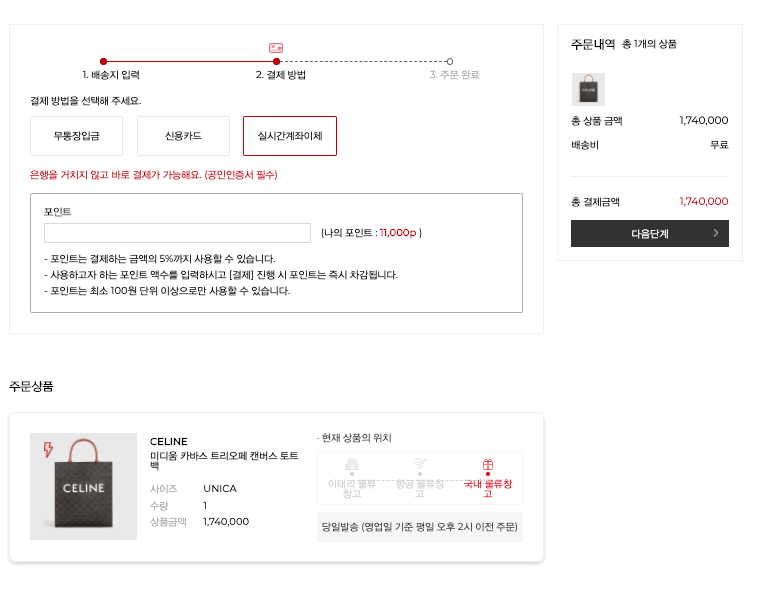 1. 배송지 입력
2. 결제 방법
3. 주문 완료
결제 방법을 선택해 주세요.
무통장입금
신용카드
실시간계좌이체
은행을 거치지 않고 바로 결제가 가능해요. (공인인증서 필수)
포인트
(나의 포인트 : 11,000p )
- 포인트는 결제하는 금액의 5%까지 사용할 수 있습니다.
- 사용하고자 하는 포인트 액수를 입력하시고 [결제] 진행 시 포인트는 즉시 차감됩니다.
- 포인트는 최소 100원 단위 이상으로만 사용할 수 있습니다.
주문내역 총 1개의 상품
총 상품 금액 1,740,000
배송비 무료
총 결제금액 1,740,000
다음단계
주문상품
CELINE
CELINE
미디움 카바스 트리오페 캔버스 토트
백
사이즈 UNICA
수량 1
상품금액 1,740,000
· 현재 상품의 위치
이태리 물류
창고
항공 물류창
고
국내 물류창
고
당일발송 (영업일 기준 평일 오후 2시 이전 주문)